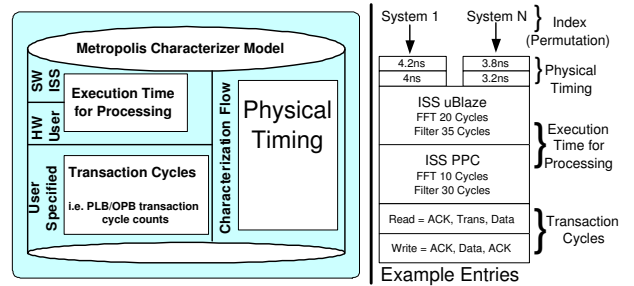 Metropolis Characterizer Model
SW
ISS
HW
User
Execution Time
for Processing
User
Specified
Transaction Cycles
i.e. PLB/OPB transaction
cycle counts
Characterization Flow
Physical
Timing
System 1
System N
Index
(Permutation)
4.2ns
4ns
3.8ns
3.2ns
Physical
Timing
ISS uBlaze
FFT 20 Cycles
Filter 35 Cycles
ISS PPC
FFT 10 Cycles
Filter 30 Cycles
Execution
Time for
Processing
Read = ACK, Trans, Data
Write = ACK, Data, ACK
Transaction
Cycles
Example Entries